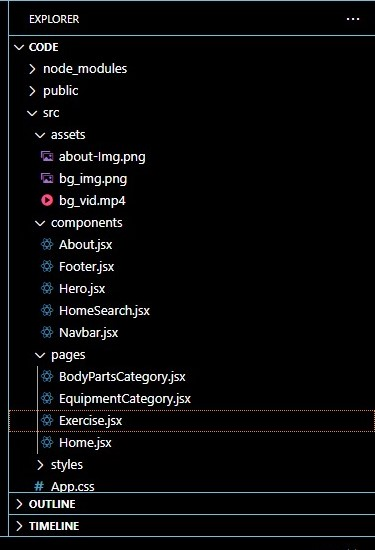 EXPLORER
CODE
node_modules
public
src
assets
about-Img.png
bg_img.png
bg_vid.mp4
components
About.jsx
Footer.jsx
Hero.jsx
HomeSearch.jsx
Navbar.jsx
pages
BodyPartsCategory.jsx
EquipmentCategory.jsx
Exercise.jsx
Home.jsx
styles
# App.css
OUTLINE
TIMELINE